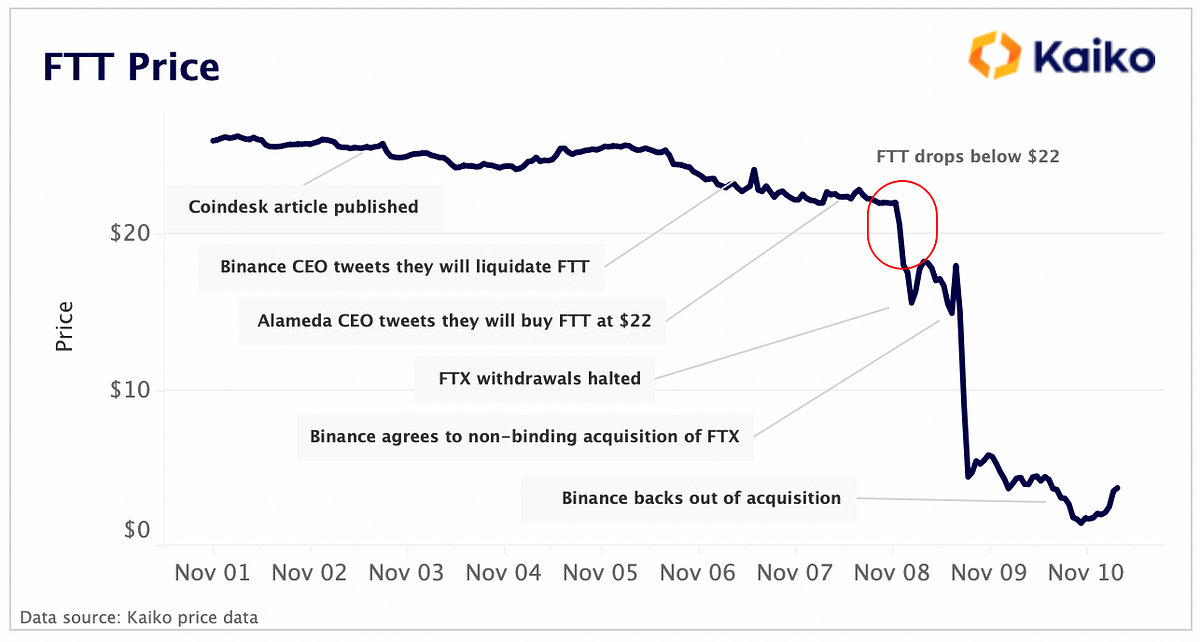 FTT Price
Kaiko
FTT drops below $22
Coindesk article published
$20
Binance CEO tweets they will liquidate FTT
Alameda CEO tweets they will buy FTT at $22
Price
FTX withdrawals halted
$10
Binance agrees to non-binding acquisition of FTX
Binance backs out of acquisition
$0
Nov 01 Nov 02 Nov 03 Nov 04 Nov 05 Nov 06 Nov 07 Nov 08 Nov 09 Nov 10
Data source: Kaiko price data